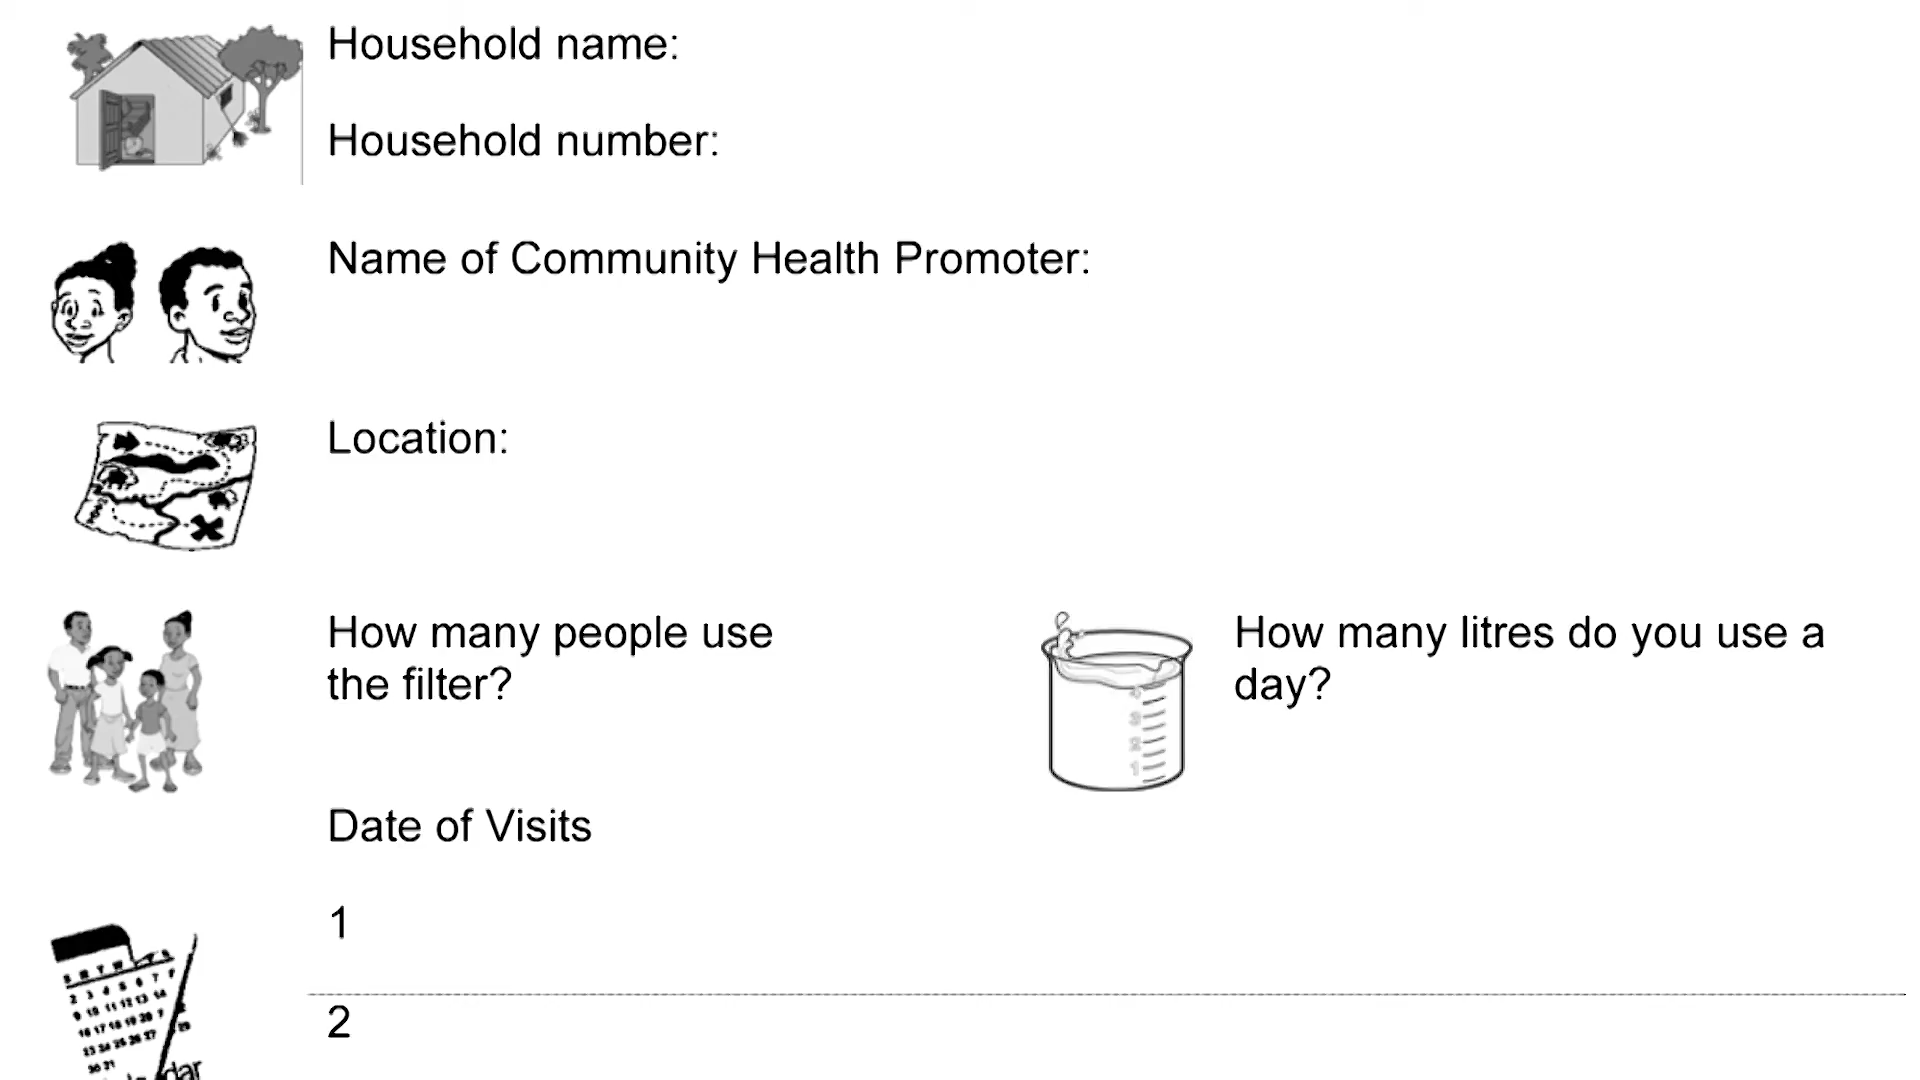 Household name:
Household number:
Name of Community Health Promoter:
Location:
How many people use
the filter?
How many litres do you use a
day?
Date of Visits
1
2